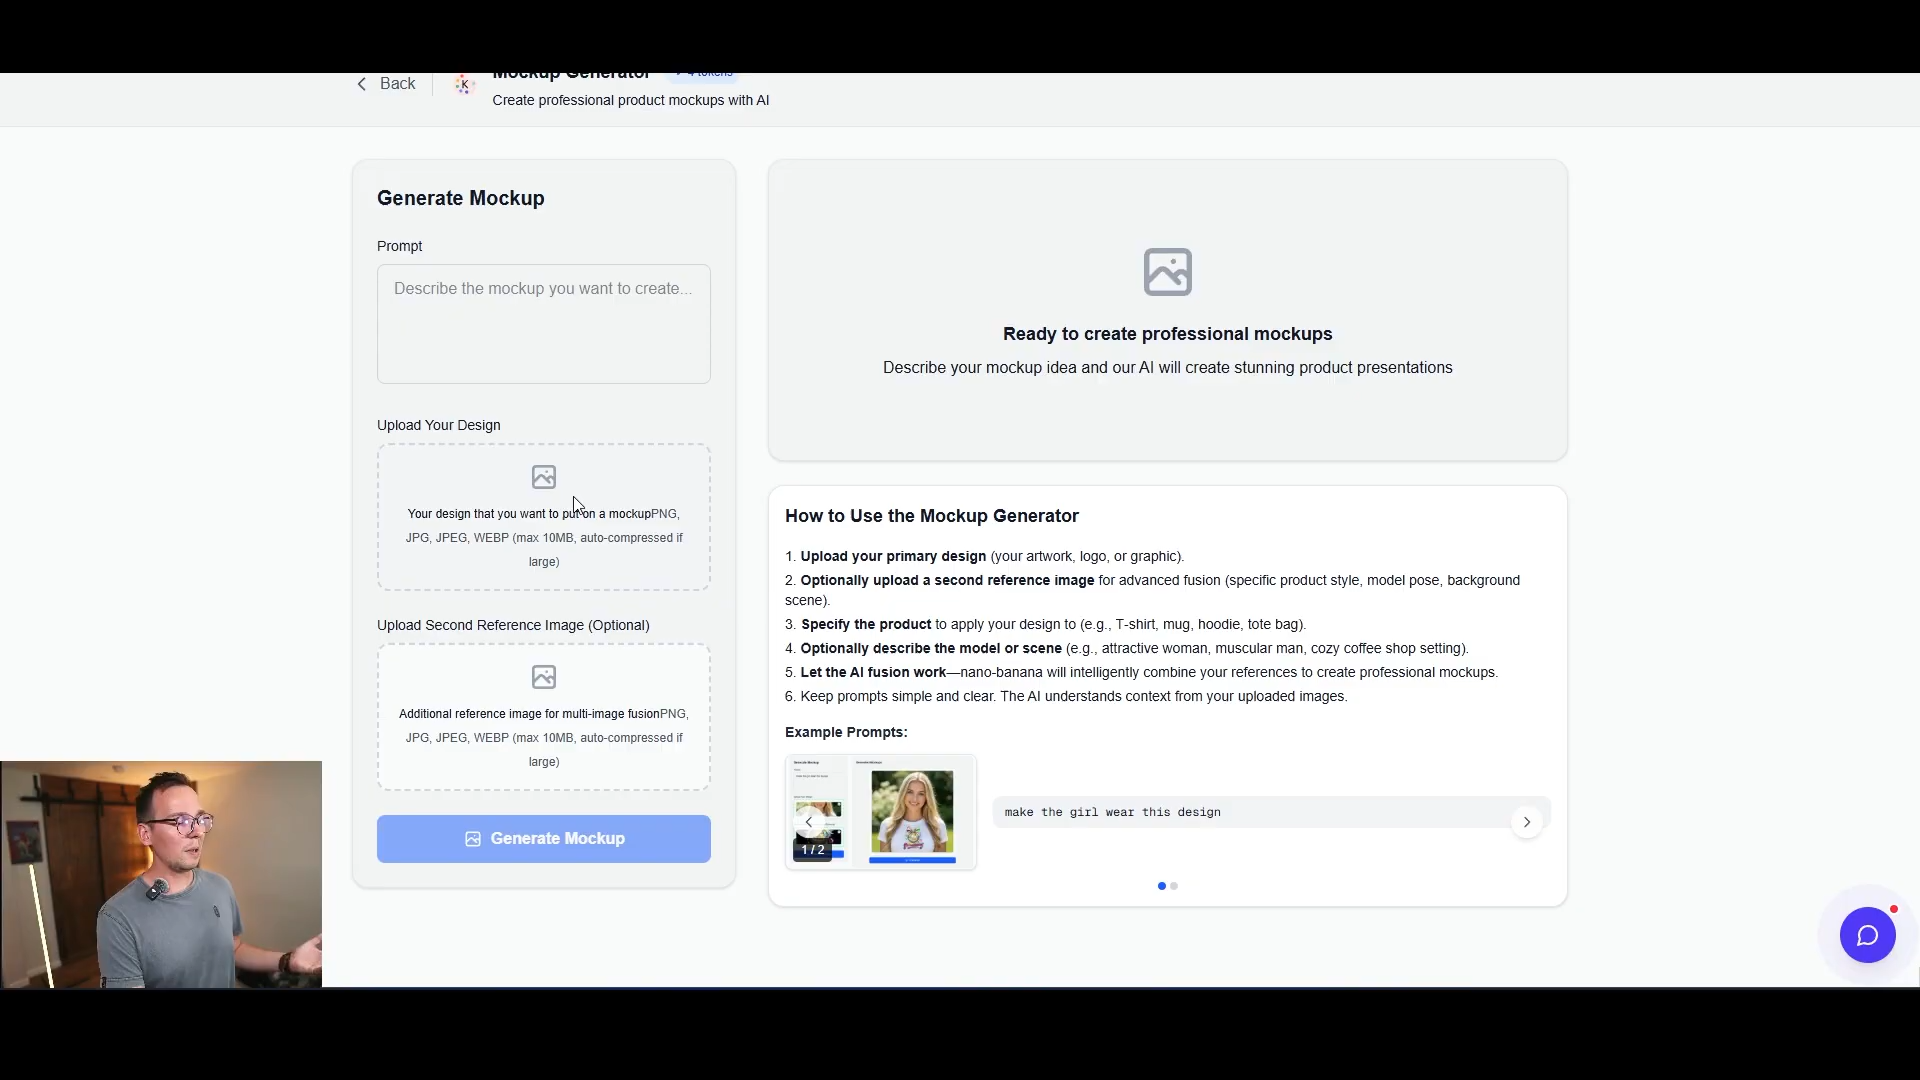 Back
Mockup Generator
4 tokens
Create professional product mockups with AI
Generate Mockup
Prompt
Describe the mockup you want to create...
Upload Your Design
Your design that you want to put on a mockupPNG,
JPG, JPEG, WEBP (max 10MB, auto-compressed if
large)
Upload Second Reference Image (Optional)
Additional reference image for multi-image fusionPNG,
JPG, JPEG, WEBP (max 10MB, auto-compressed if
large)
Generate Mockup
Ready to create professional mockups
Describe your mockup idea and our AI will create stunning product presentations
How to Use the Mockup Generator
1. Upload your primary design (your artwork, logo, or graphic).
2. Optionally upload a second reference image for advanced fusion (specific product style, model pose, background
scene).
3. Specify the product to apply your design to (e.g., T-shirt, mug, hoodie, tote bag).
4. Optionally describe the model or scene (e.g., attractive woman, muscular man, cozy coffee shop setting).
5. Let the AI fusion work—nano-banana will intelligently combine your references to create professional mockups.
6. Keep prompts simple and clear. The AI understands context from your uploaded images.
Example Prompts:
1 / 2
make the girl wear this design